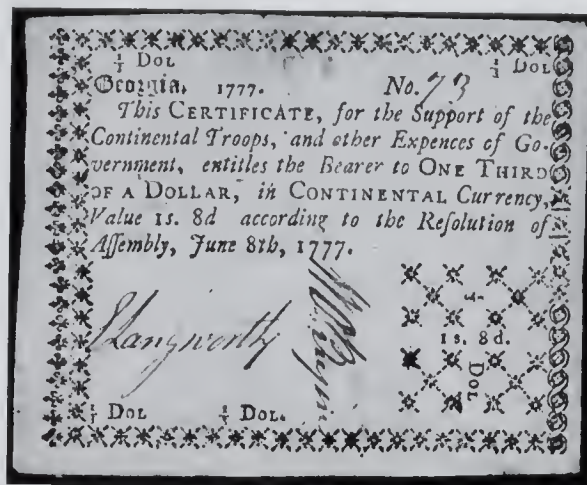 ⅓ Dol ⅓ Dol
Georgia, 1777. No. 73
This CERTIFICATE, for the Support of the
Continental Troops, and other Expences of Go-
vernment, entitles the Bearer to ONE THIRD
OF A DOLLAR, in CONTINENTAL Currency,
Value 1s. 8d according to the Reſolution of
Aſſembly, June 8th, 1777.
Langworthy
1s. 8d.
Dol
⅓ Dol ⅓ Dol.